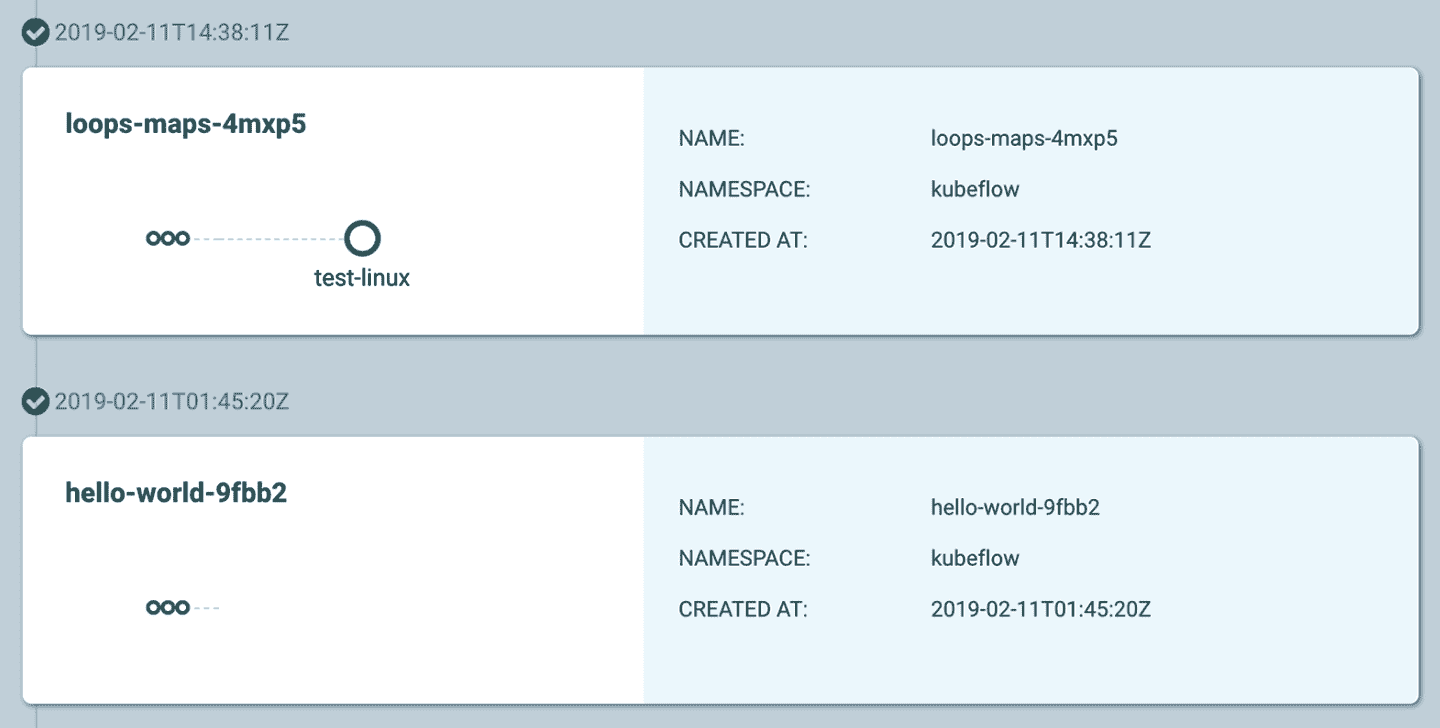 2019-02-11T14:38:11Z
loops-maps-4mxp5
test-linux
NAME: loops-maps-4mxp5
NAMESPACE: kubeflow
CREATED AT: 2019-02-11T14:38:11Z
2019-02-11T01:45:20Z
hello-world-9fbb2
NAME: hello-world-9fbb2
NAMESPACE: kubeflow
CREATED AT: 2019-02-11T01:45:20Z